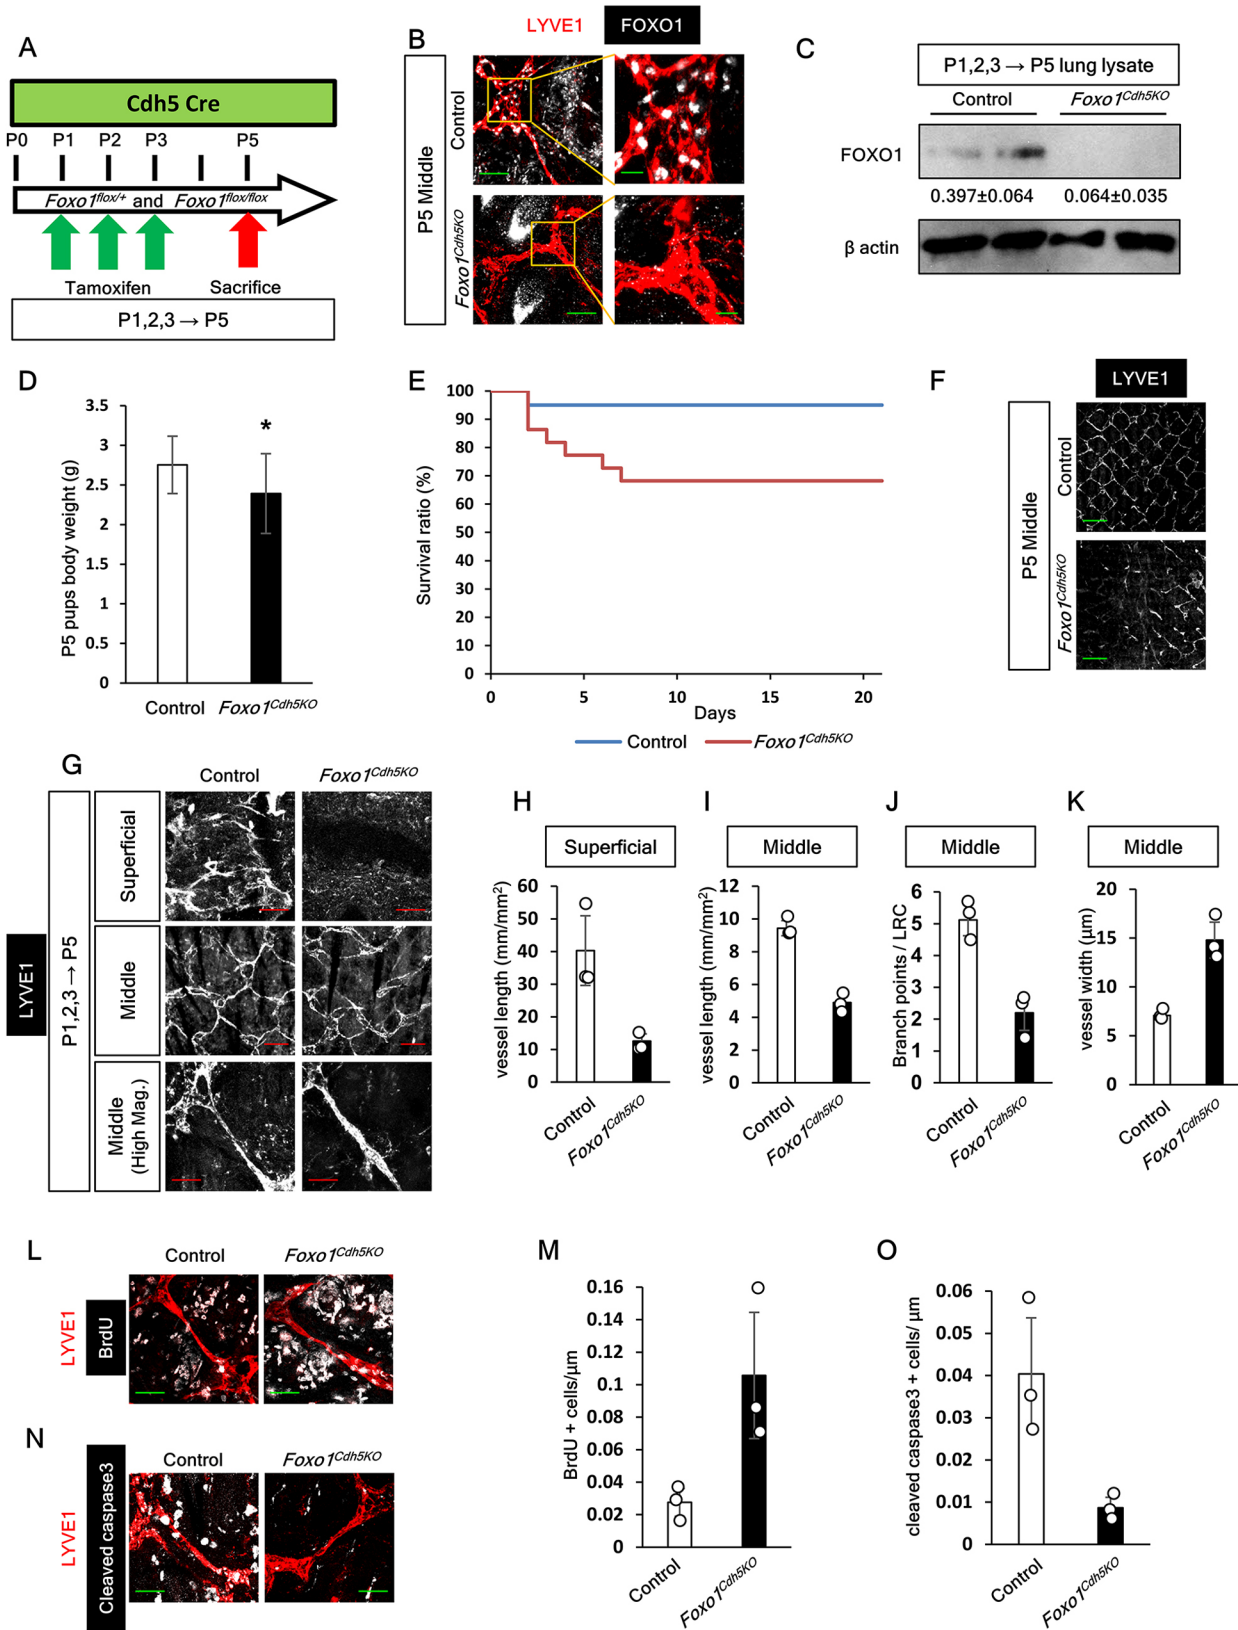 A
Cdh5 Cre
P0 P1 P2 P3 P5
Foxo1flox/+ and Foxo1flox/flox
Tamoxifen Sacrifice
P1,2,3 → P5
B
LYVE1 FOXO1
P5 Middle
Control
Foxo1Cdh5KO
C
P1,2,3 → P5 lung lysate
Control Foxo1Cdh5KO
FOXO1
0.397±0.064 0.064±0.035
β actin
D
P5 pups body weight (g)
3.5
3
2.5
2
1.5
1
0.5
0
*
Control Foxo1Cdh5KO
E
Survival ratio (%)
100
90
80
70
60
50
40
30
20
10
0
0 5 10 15 20
Days
Control Foxo1Cdh5KO
F
LYVE1
P5 Middle
Control
Foxo1Cdh5KO
G
Control Foxo1Cdh5KO
LYVE1
P1,2,3 → P5
Superficial
Middle
Middle
(High Mag.)
H
Superficial
vessel length (mm/mm2)
60
50
40
30
20
10
0
Control
Foxo1Cdh5KO
I
Middle
vessel length (mm/mm2)
12
10
8
6
4
2
0
Control
Foxo1Cdh5KO
J
Middle
Branch points / LRC
6
5
4
3
2
1
0
Control
Foxo1Cdh5KO
K
Middle
vessel width (μm)
20
15
10
5
0
Control
Foxo1Cdh5KO
L
Control Foxo1Cdh5KO
LYVE1
BrdU
M
BrdU + cells/μm
0.16
0.14
0.12
0.1
0.08
0.06
0.04
0.02
0
Control
Foxo1Cdh5KO
N
Control Foxo1Cdh5KO
LYVE1
Cleaved caspase3
O
cleaved caspase3 + cells/ μm
0.06
0.05
0.04
0.03
0.02
0.01
0
Control
Foxo1Cdh5KO